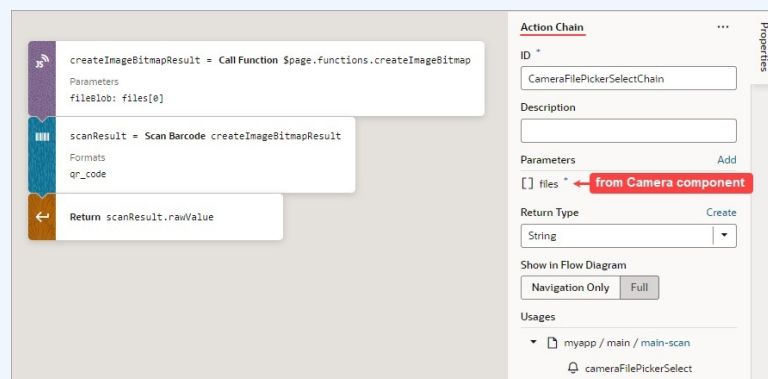 createImageBitmapResult = Call Function $page.functions.createImageBitmap
Parameters
fileBlob: files[0]
scanResult = Scan Barcode createImageBitmapResult
Formats
qr_code
Return scanResult.rawValue
Action Chain
...
ID *
CameraFilePickerSelectChain
Description
Parameters Add
[] files * from Camera component
Return Type Create
String
Show in Flow Diagram
Navigation Only Full
Usages
myapp / main / main-scan
cameraFilePickerSelect
Properties
JS